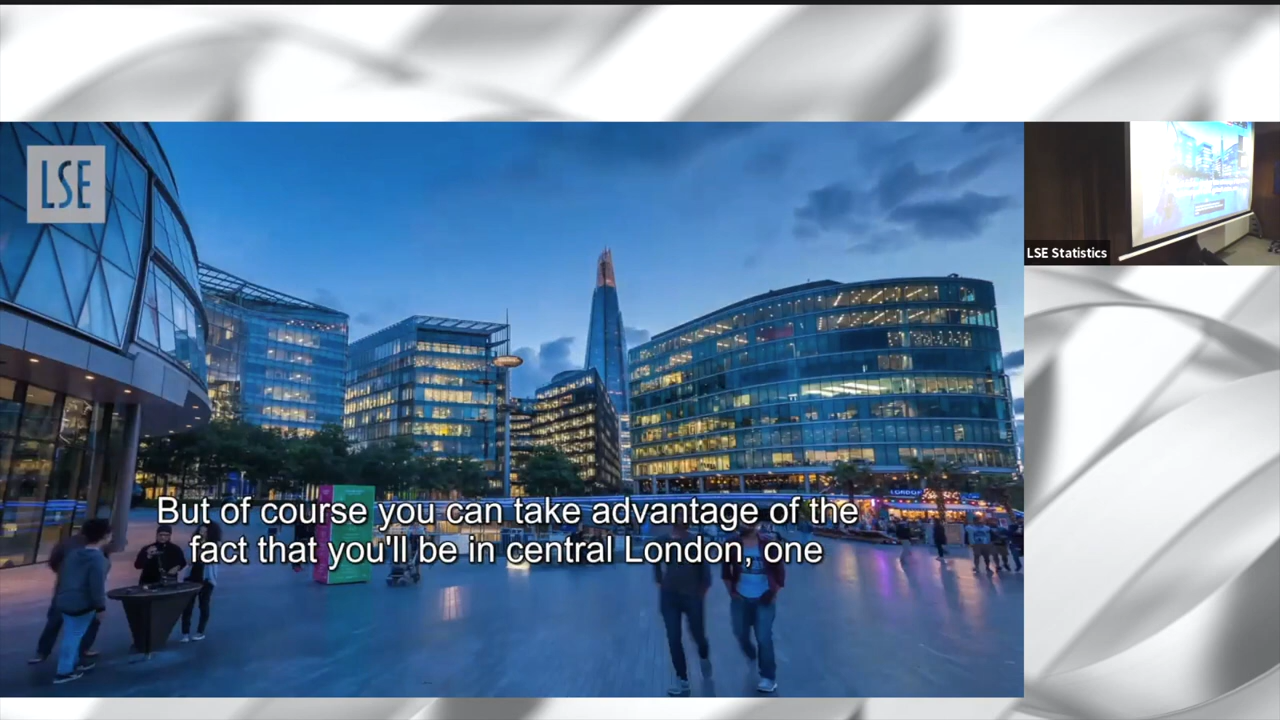 LSE
LSE Statistics
LONDON
But of course you can take advantage of the
fact that you'll be in central London, one